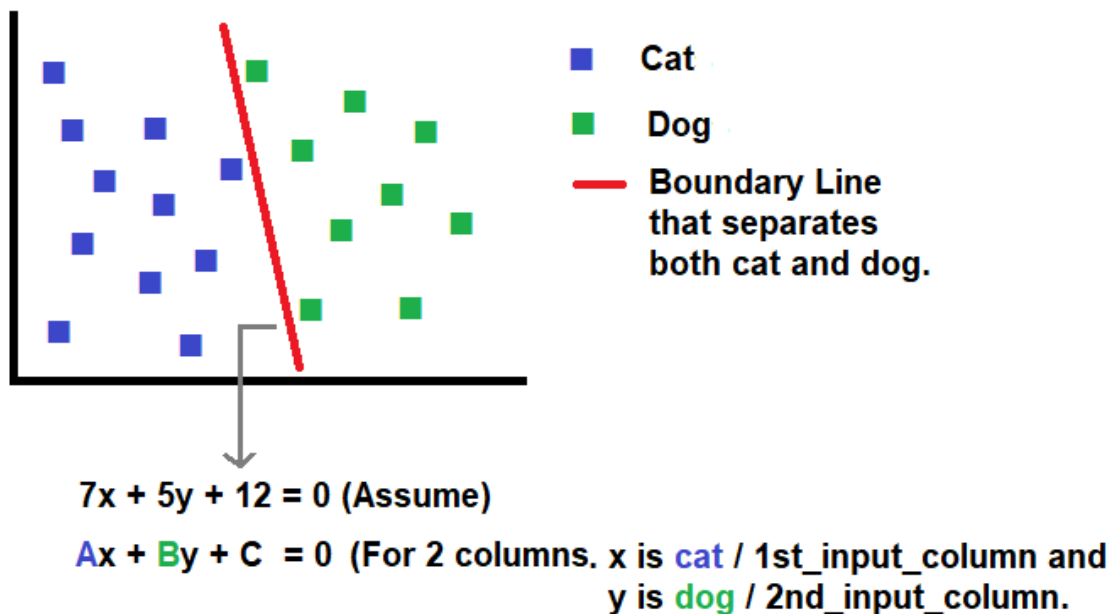 Cat
Dog
Boundary Line
that separates
both cat and dog.
7x + 5y + 12 = 0 (Assume)
Ax + By + C = 0 (For 2 columns. x is cat / 1st_input_column and
y is dog / 2nd_input_column.